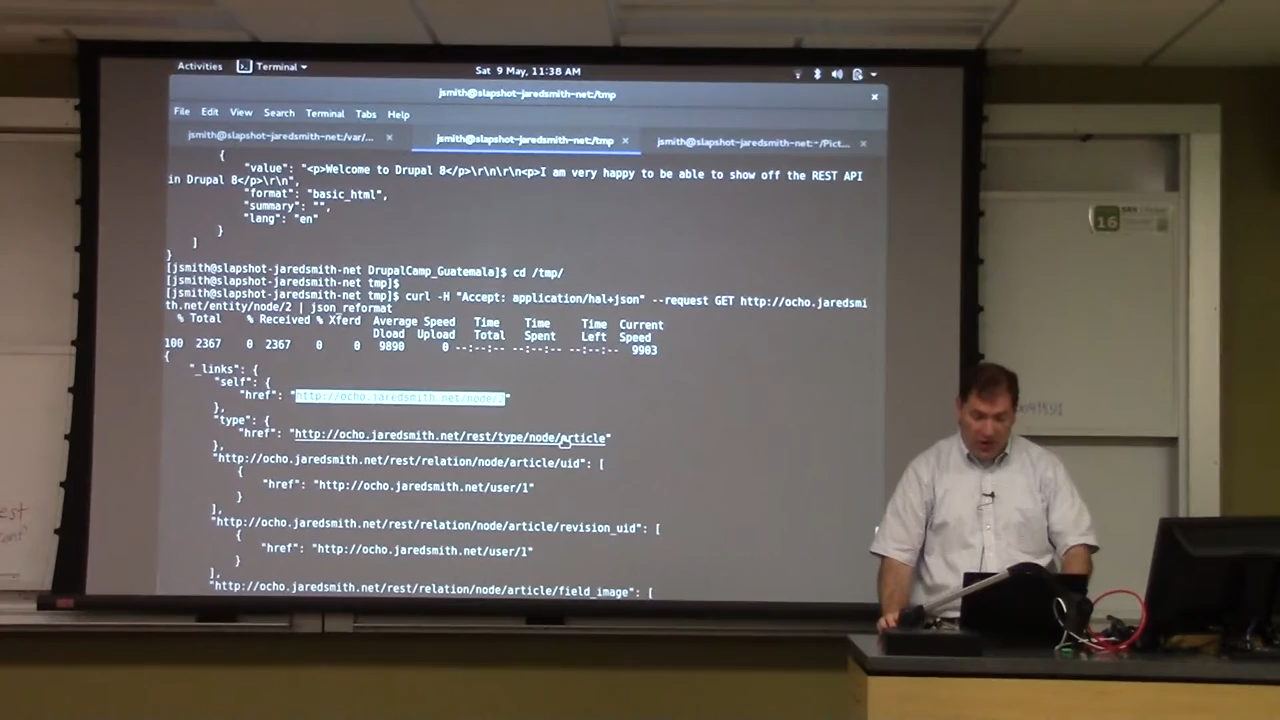 Activities Terminal Sat 9 May, 11:38 AM
jsmith@slapshot-jaredsmith-net:/tmp
File Edit View Search Terminal Tabs Help
jsmith@slapshot-jaredsmith-net:/var/... jsmith@slapshot-jaredsmith-net:/tmp jsmith@slapshot-jaredsmith-net:~/Pict...
{
"value": "<p>Welcome to Drupal 8</p>\r\n\r\n<p>I am very happy to be able to show off the REST API
in Drupal 8</p>\r\n",
"format": "basic_html",
"summary": "",
"lang": "en"
}
]
}
[jsmith@slapshot-jaredsmith-net DrupalCamp_Guatemala]$ cd /tmp/
[jsmith@slapshot-jaredsmith-net tmp]$
[jsmith@slapshot-jaredsmith-net tmp]$ curl -H "Accept: application/hal+json" --request GET http://ocho.jaredsmi
th.net/entity/node/2 | json_reformat
% Total % Received % Xferd Average Speed Time Time Time Current
Dload Upload Total Spent Left Speed
100 2367 0 2367 0 0 9890 0 --:--:-- --:--:-- --:--:-- 9903
{
"_links": {
"self": {
"href": "http://ocho.jaredsmith.net/node/2"
},
"type": {
"href": "http://ocho.jaredsmith.net/rest/type/node/article"
},
"http://ocho.jaredsmith.net/rest/relation/node/article/uid": [
{
"href": "http://ocho.jaredsmith.net/user/1"
}
],
"http://ocho.jaredsmith.net/rest/relation/node/article/revision_uid": [
{
"href": "http://ocho.jaredsmith.net/user/1"
}
],
"http://ocho.jaredsmith.net/rest/relation/node/article/field_image": [
16